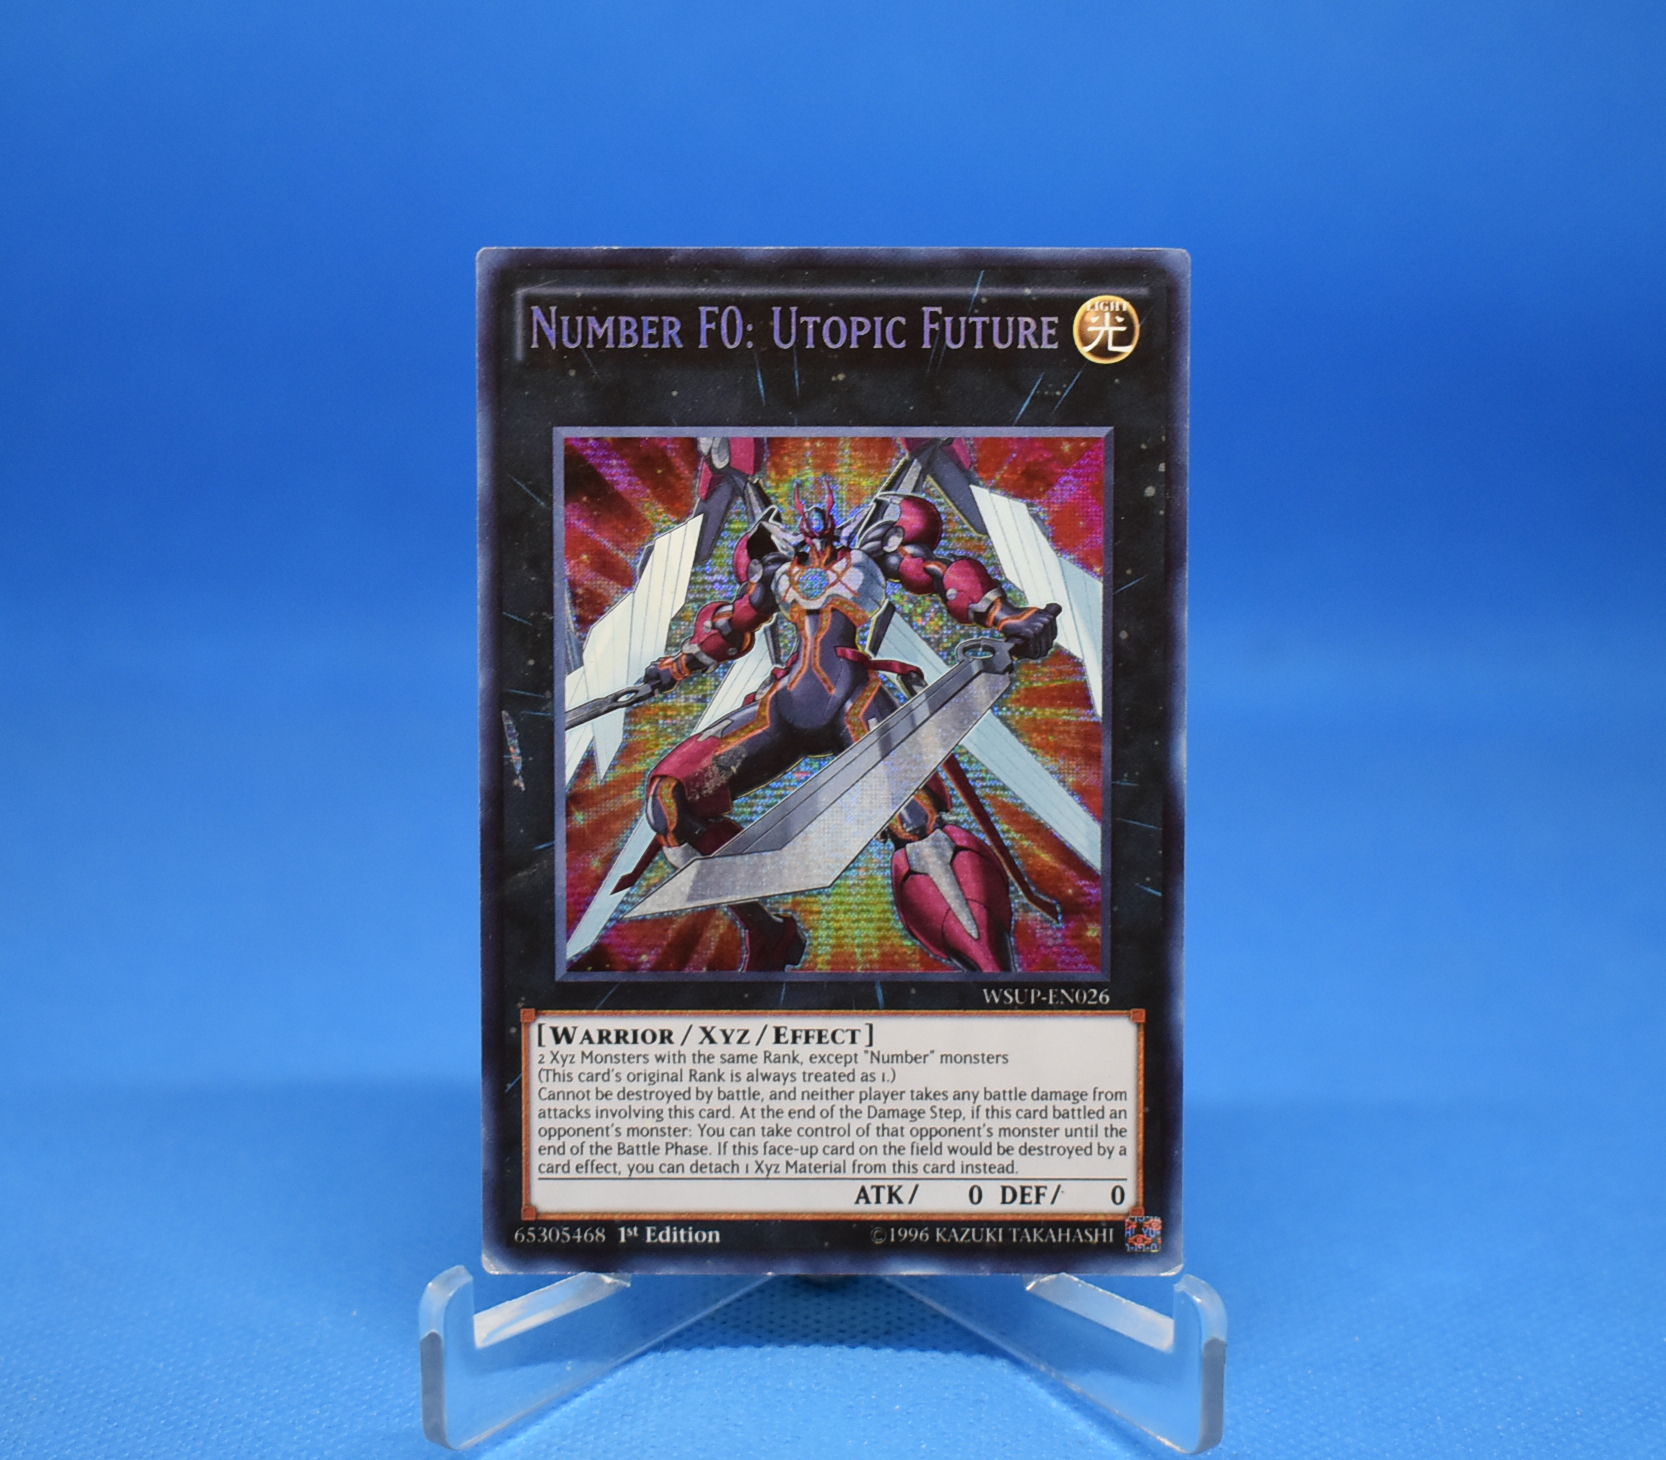 NUMBER F0: UTOPIC FUTURE
LIGHT
光
WSUP-EN026
[WARRIOR / XYZ / EFFECT]
2 Xyz Monsters with the same Rank, except "Number" monsters
(This card's original Rank is always treated as 1.)
Cannot be destroyed by battle, and neither player takes any battle damage from
attacks involving this card. At the end of the Damage Step, if this card battled an
opponent's monster: You can take control of that opponent's monster until the
end of the Battle Phase. If this face-up card on the field would be destroyed by a
card effect, you can detach 1 Xyz Material from this card instead.
ATK/ 0 DEF/ 0
65305468 1st Edition ©1996 KAZUKI TAKAHASHI